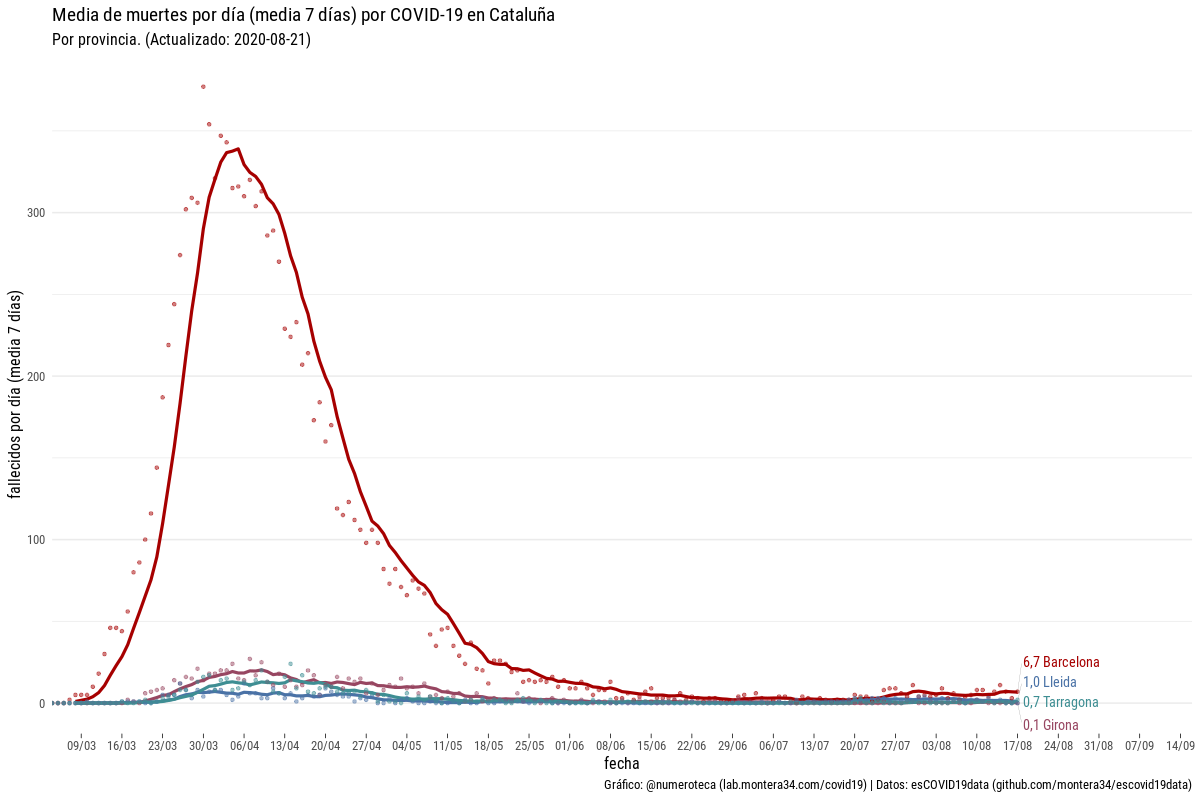 Media de muertes por día (media 7 días) por COVID-19 en Cataluña
Por provincia. (Actualizado: 2020-08-21)
fallecidos por día (media 7 días)
300
200
100
0
6,7 Barcelona
1,0 Lleida
0,7 Tarragona
0,1 Girona
09/03 16/03 23/03 30/03 06/04 13/04 20/04 27/04 04/05 11/05 18/05 25/05 01/06 08/06 15/06 22/06 29/06 06/07 13/07 20/07 27/07 03/08 10/08 17/08 24/08 31/08 07/09 14/09
fecha
Gráfico: @numeroteca (lab.montera34.com/covid19) | Datos: esCOVID19data (github.com/montera34/escovid19data)